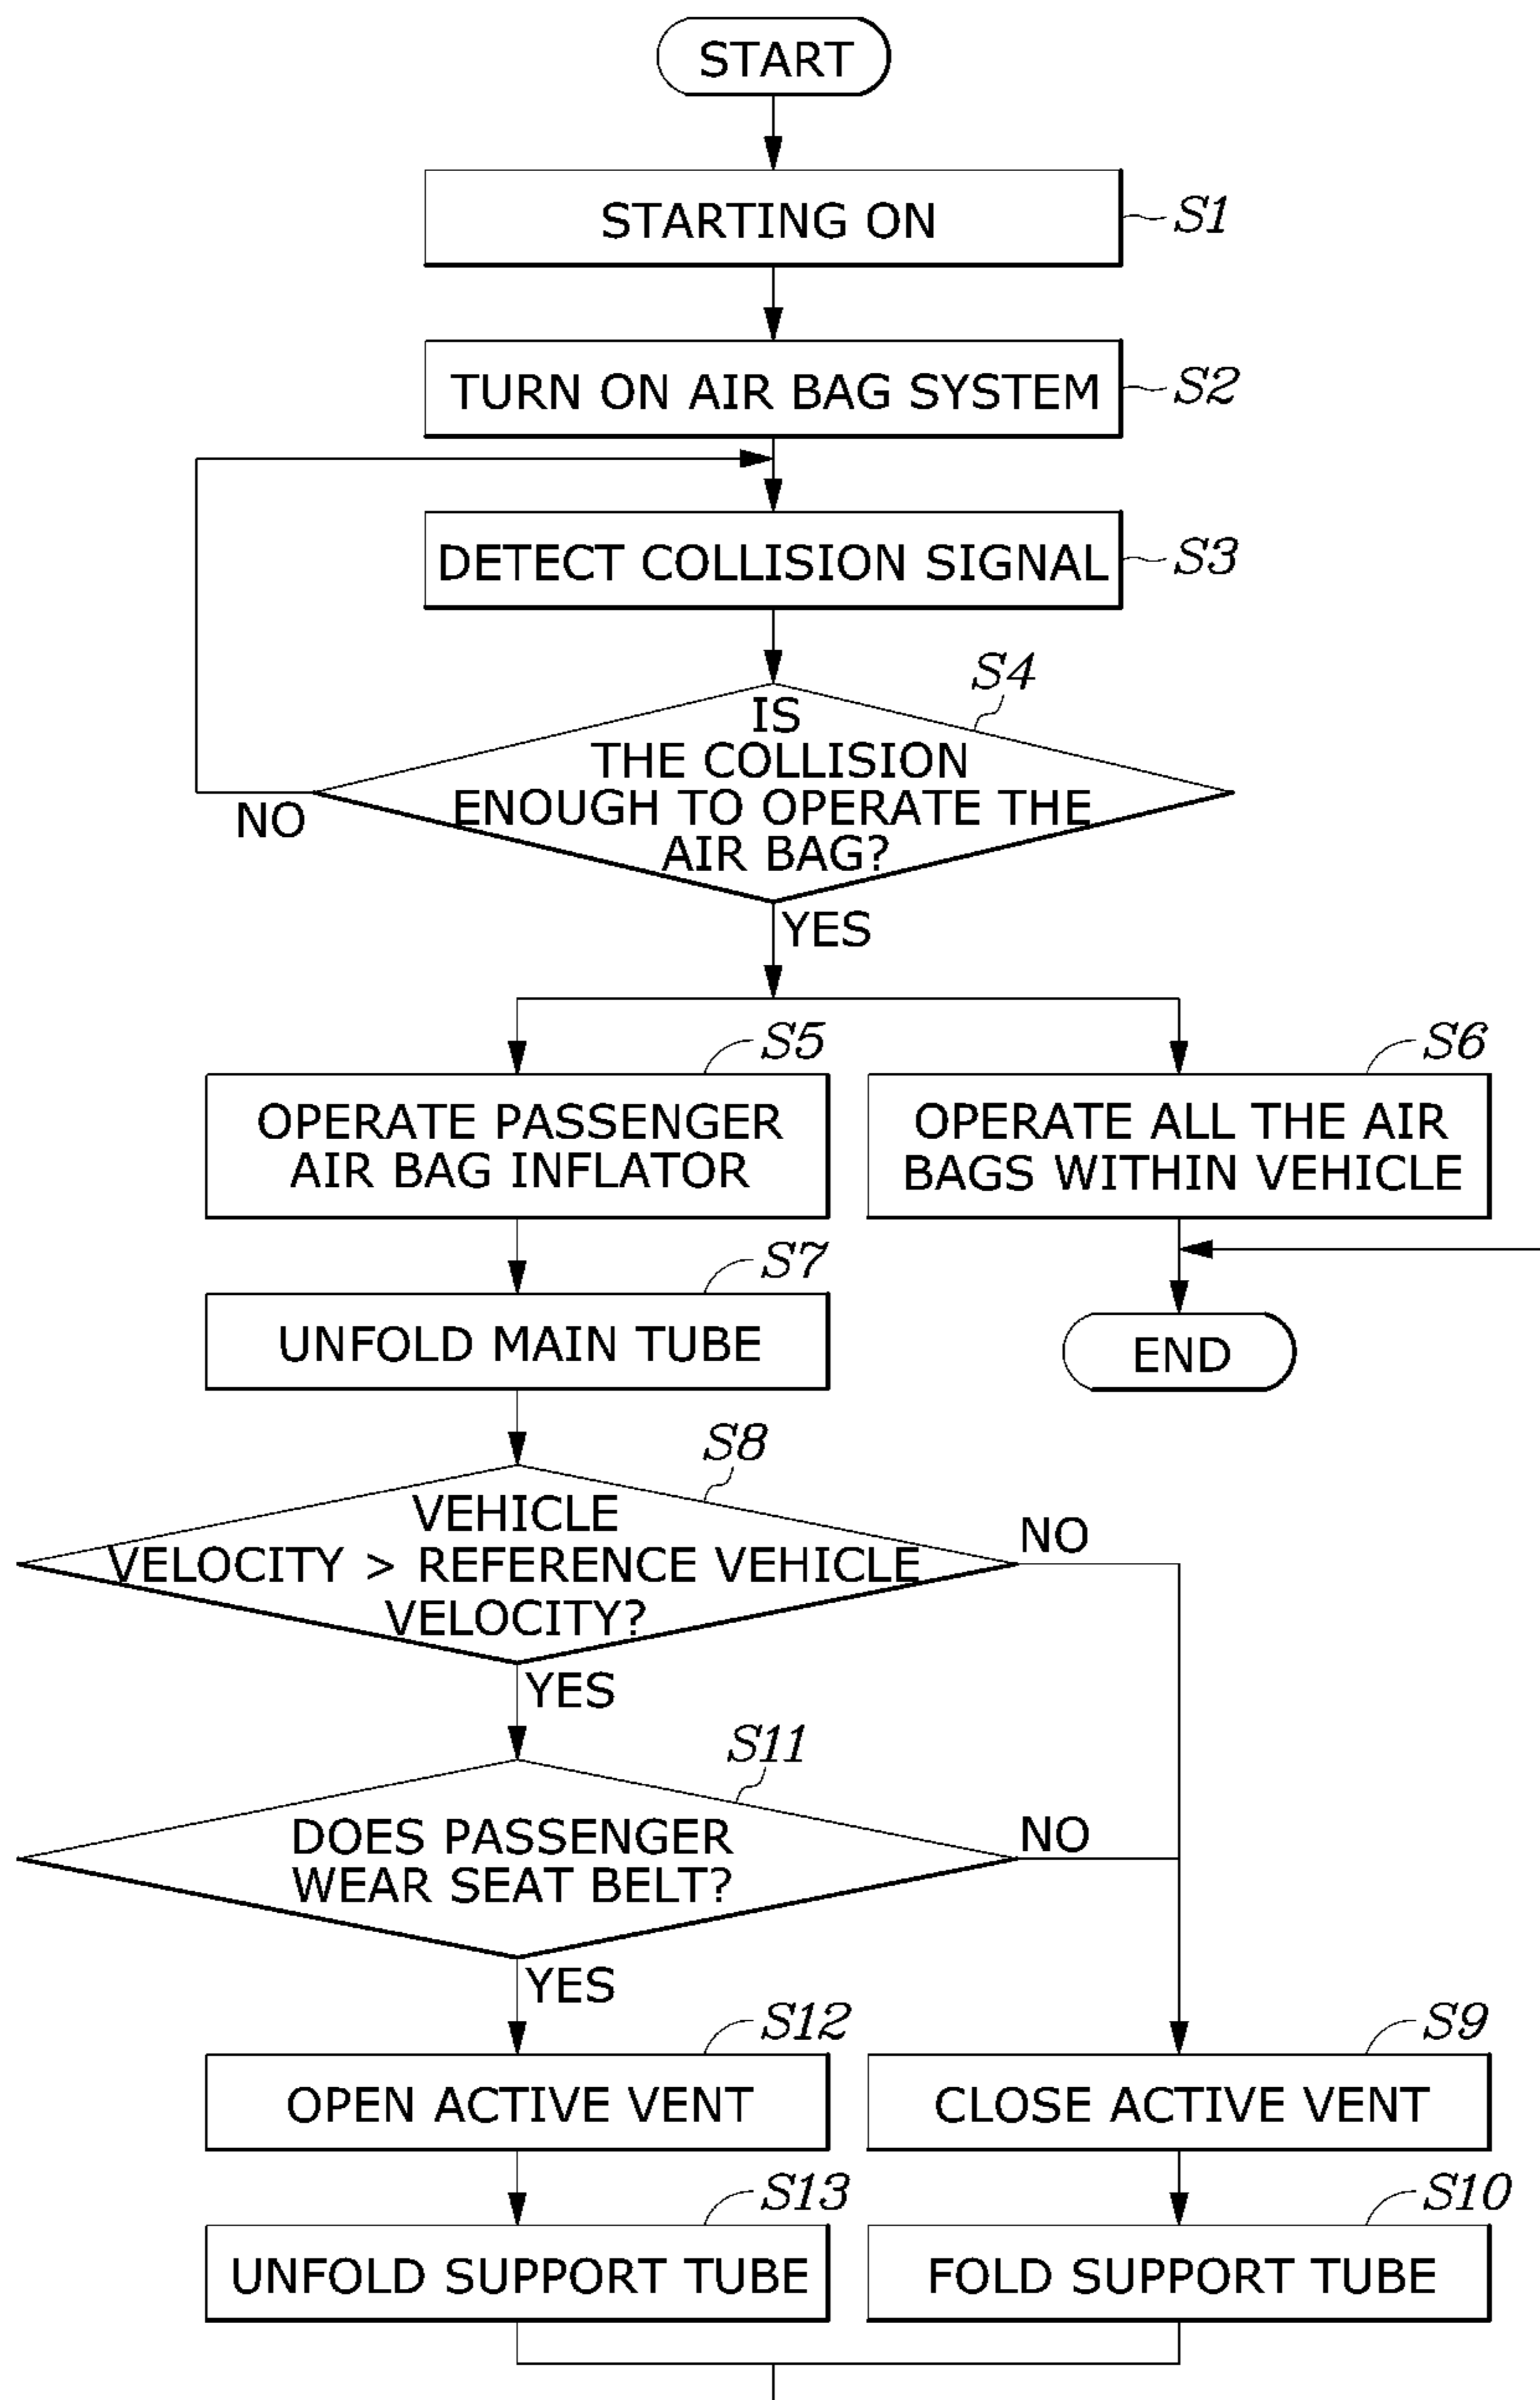 START
STARTING ON
S1
TURN ON AIR BAG SYSTEM
S2
DETECT COLLISION SIGNAL
S3
S4
IS
THE COLLISION
ENOUGH TO OPERATE THE
AIR BAG?
NO
YES
S5
OPERATE PASSENGER
AIR BAG INFLATOR
S6
OPERATE ALL THE AIR
BAGS WITHIN VEHICLE
S7
UNFOLD MAIN TUBE
END
S8
VEHICLE
VELOCITY > REFERENCE VEHICLE
VELOCITY?
NO
YES
S11
DOES PASSENGER
WEAR SEAT BELT?
NO
YES
S12
OPEN ACTIVE VENT
S9
CLOSE ACTIVE VENT
S13
UNFOLD SUPPORT TUBE
S10
FOLD SUPPORT TUBE